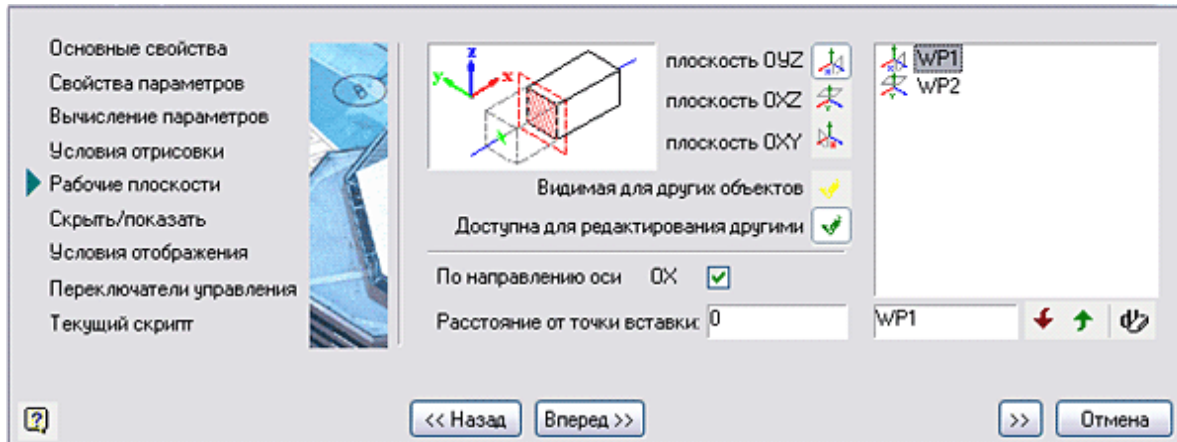 Основные свойства
Свойства параметров
Вычисление параметров
Условия отрисовки
Рабочие плоскости
Скрыть/показать
Условия отображения
Переключатели управления
Текущий скрипт
z
y
x
плоскость OYZ
плоскость OXZ
плоскость OXY
Видимая для других объектов
Доступна для редактирования другими
По направлению оси OX
Расстояние от точки вставки: 0
WP1
WP2
WP1
<< Назад
Вперед >>
>>
Отмена